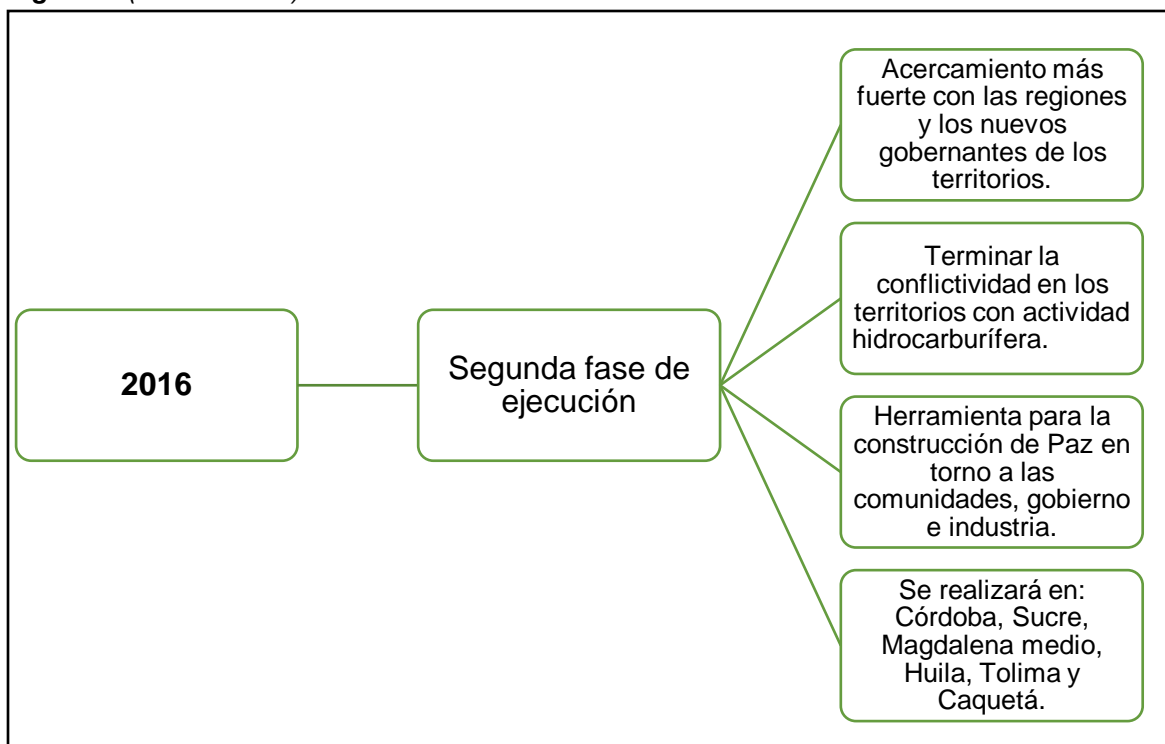 2016
Segunda fase de
ejecución
Acercamiento más
fuerte con las regiones
y los nuevos
gobernantes de los
territorios.
Terminar la
conflictividad en los
territorios con actividad
hidrocarburífera.
Herramienta para la
construcción de Paz en
torno a las
comunidades, gobierno
e industria.
Se realizará en:
Córdoba, Sucre,
Magdalena medio,
Huila, Tolima y
Caquetá.